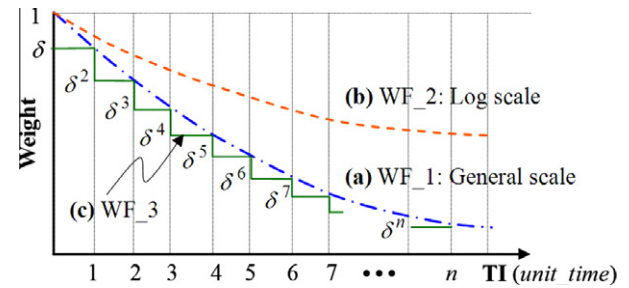 1
δ
δ²
δ³
δ⁴
δ⁵
δ⁶
δ⁷
δⁿ
Weight
(b) WF_2: Log scale
(a) WF_1: General scale
(c) WF_3
1 2 3 4 5 6 7 ••• n TI (unit_time)